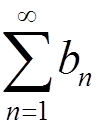 ∞
∑ bₙ
n=1